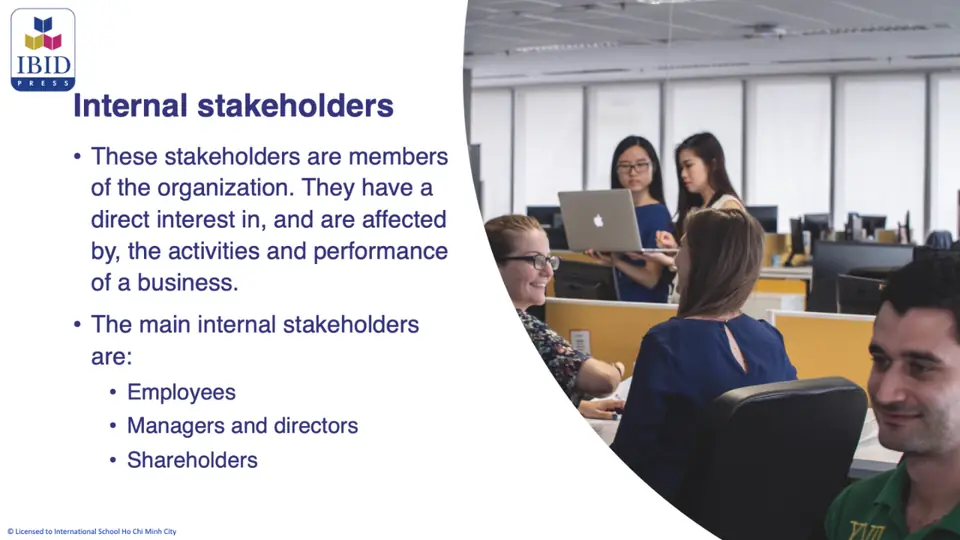 IBID
PRESS
Internal stakeholders
• These stakeholders are members
of the organization. They have a
direct interest in, and are affected
by, the activities and performance
of a business.
• The main internal stakeholders
are:
• Employees
• Managers and directors
• Shareholders
© Licensed to International School Ho Chi Minh City